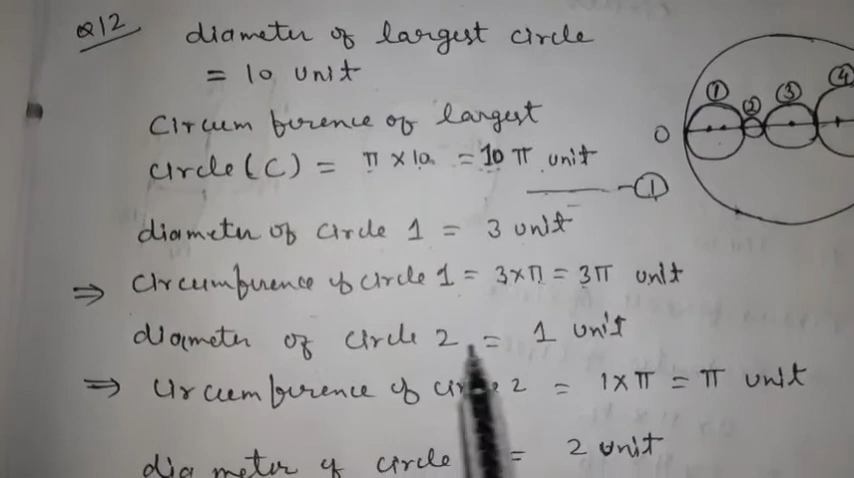 Q12 diameter of largest circle
= 10 unit
Circumference of largest
circle (C) = π × 10 = 10 π unit
—①
diameter of circle 1 = 3 unit
⇒ Circumference of circle 1 = 3×π = 3π unit
diameter of circle 2 = 1 unit
⇒ Circumference of circle 2 = 1×π = π unit
diameter of circle = 2 unit
① ② ③ ④
0